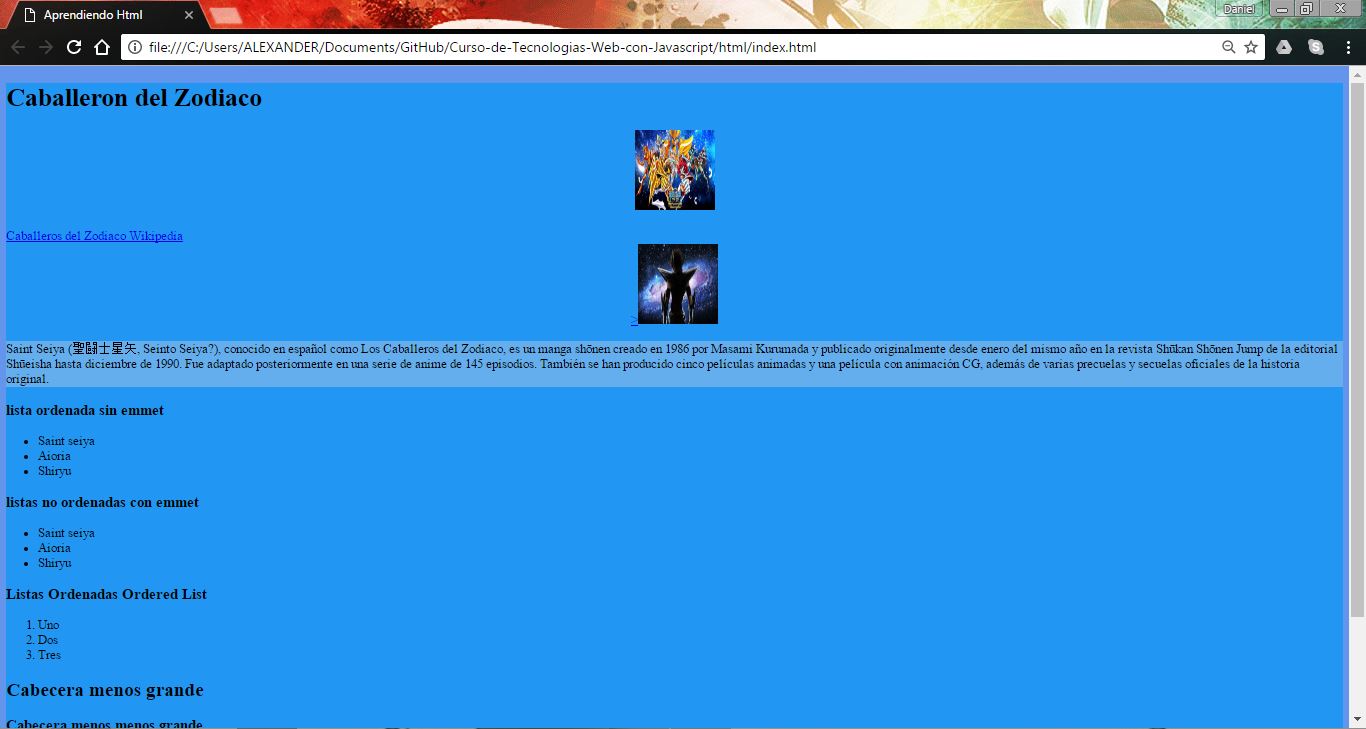 Aprendiendo Html
Daniel
file:///C:/Users/ALEXANDER/Documents/GitHub/Curso-de-Tecnologias-Web-con-Javascript/html/index.html
Caballeron del Zodiaco
Caballeros del Zodiaco Wikipedia
>
Saint Seiya (聖闘士星矢, Seinto Seiya?), conocido en español como Los Caballeros del Zodiaco, es un manga shōnen creado en 1986 por Masami Kurumada y publicado originalmente desde enero del mismo año en la revista Shūkan Shōnen Jump de la editorial
Shūeisha hasta diciembre de 1990. Fue adaptado posteriormente en una serie de anime de 145 episodios. También se han producido cinco películas animadas y una película con animación CG, además de varias precuelas y secuelas oficiales de la historia
original.
lista ordenada sin emmet
• Saint seiya
• Aioria
• Shiryu
listas no ordenadas con emmet
• Saint seiya
• Aioria
• Shiryu
Listas Ordenadas Ordered List
1. Uno
2. Dos
3. Tres
Cabecera menos grande
Cabecera menos menos grande